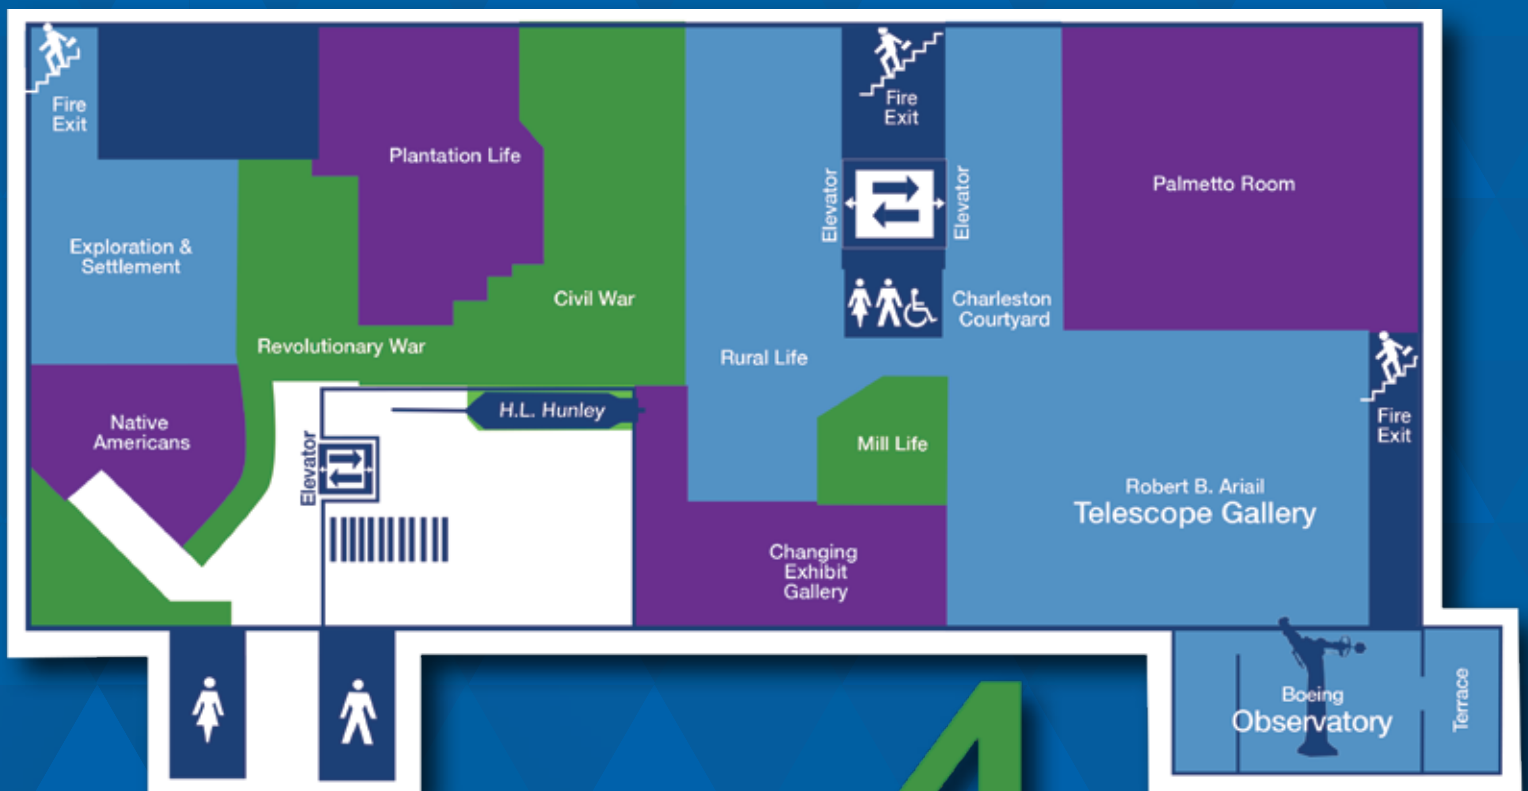 Fire
Exit
Fire
Exit
Plantation Life
Elevator
Elevator
Palmetto Room
Exploration &
Settlement
Civil War
Charleston
Courtyard
Revolutionary War
Rural Life
Native
Americans
H.L. Hunley
Elevator
Mill Life
Fire
Exit
Robert B. Ariail
Telescope Gallery
Changing
Exhibit
Gallery
Boeing
Observatory
Terrace
4